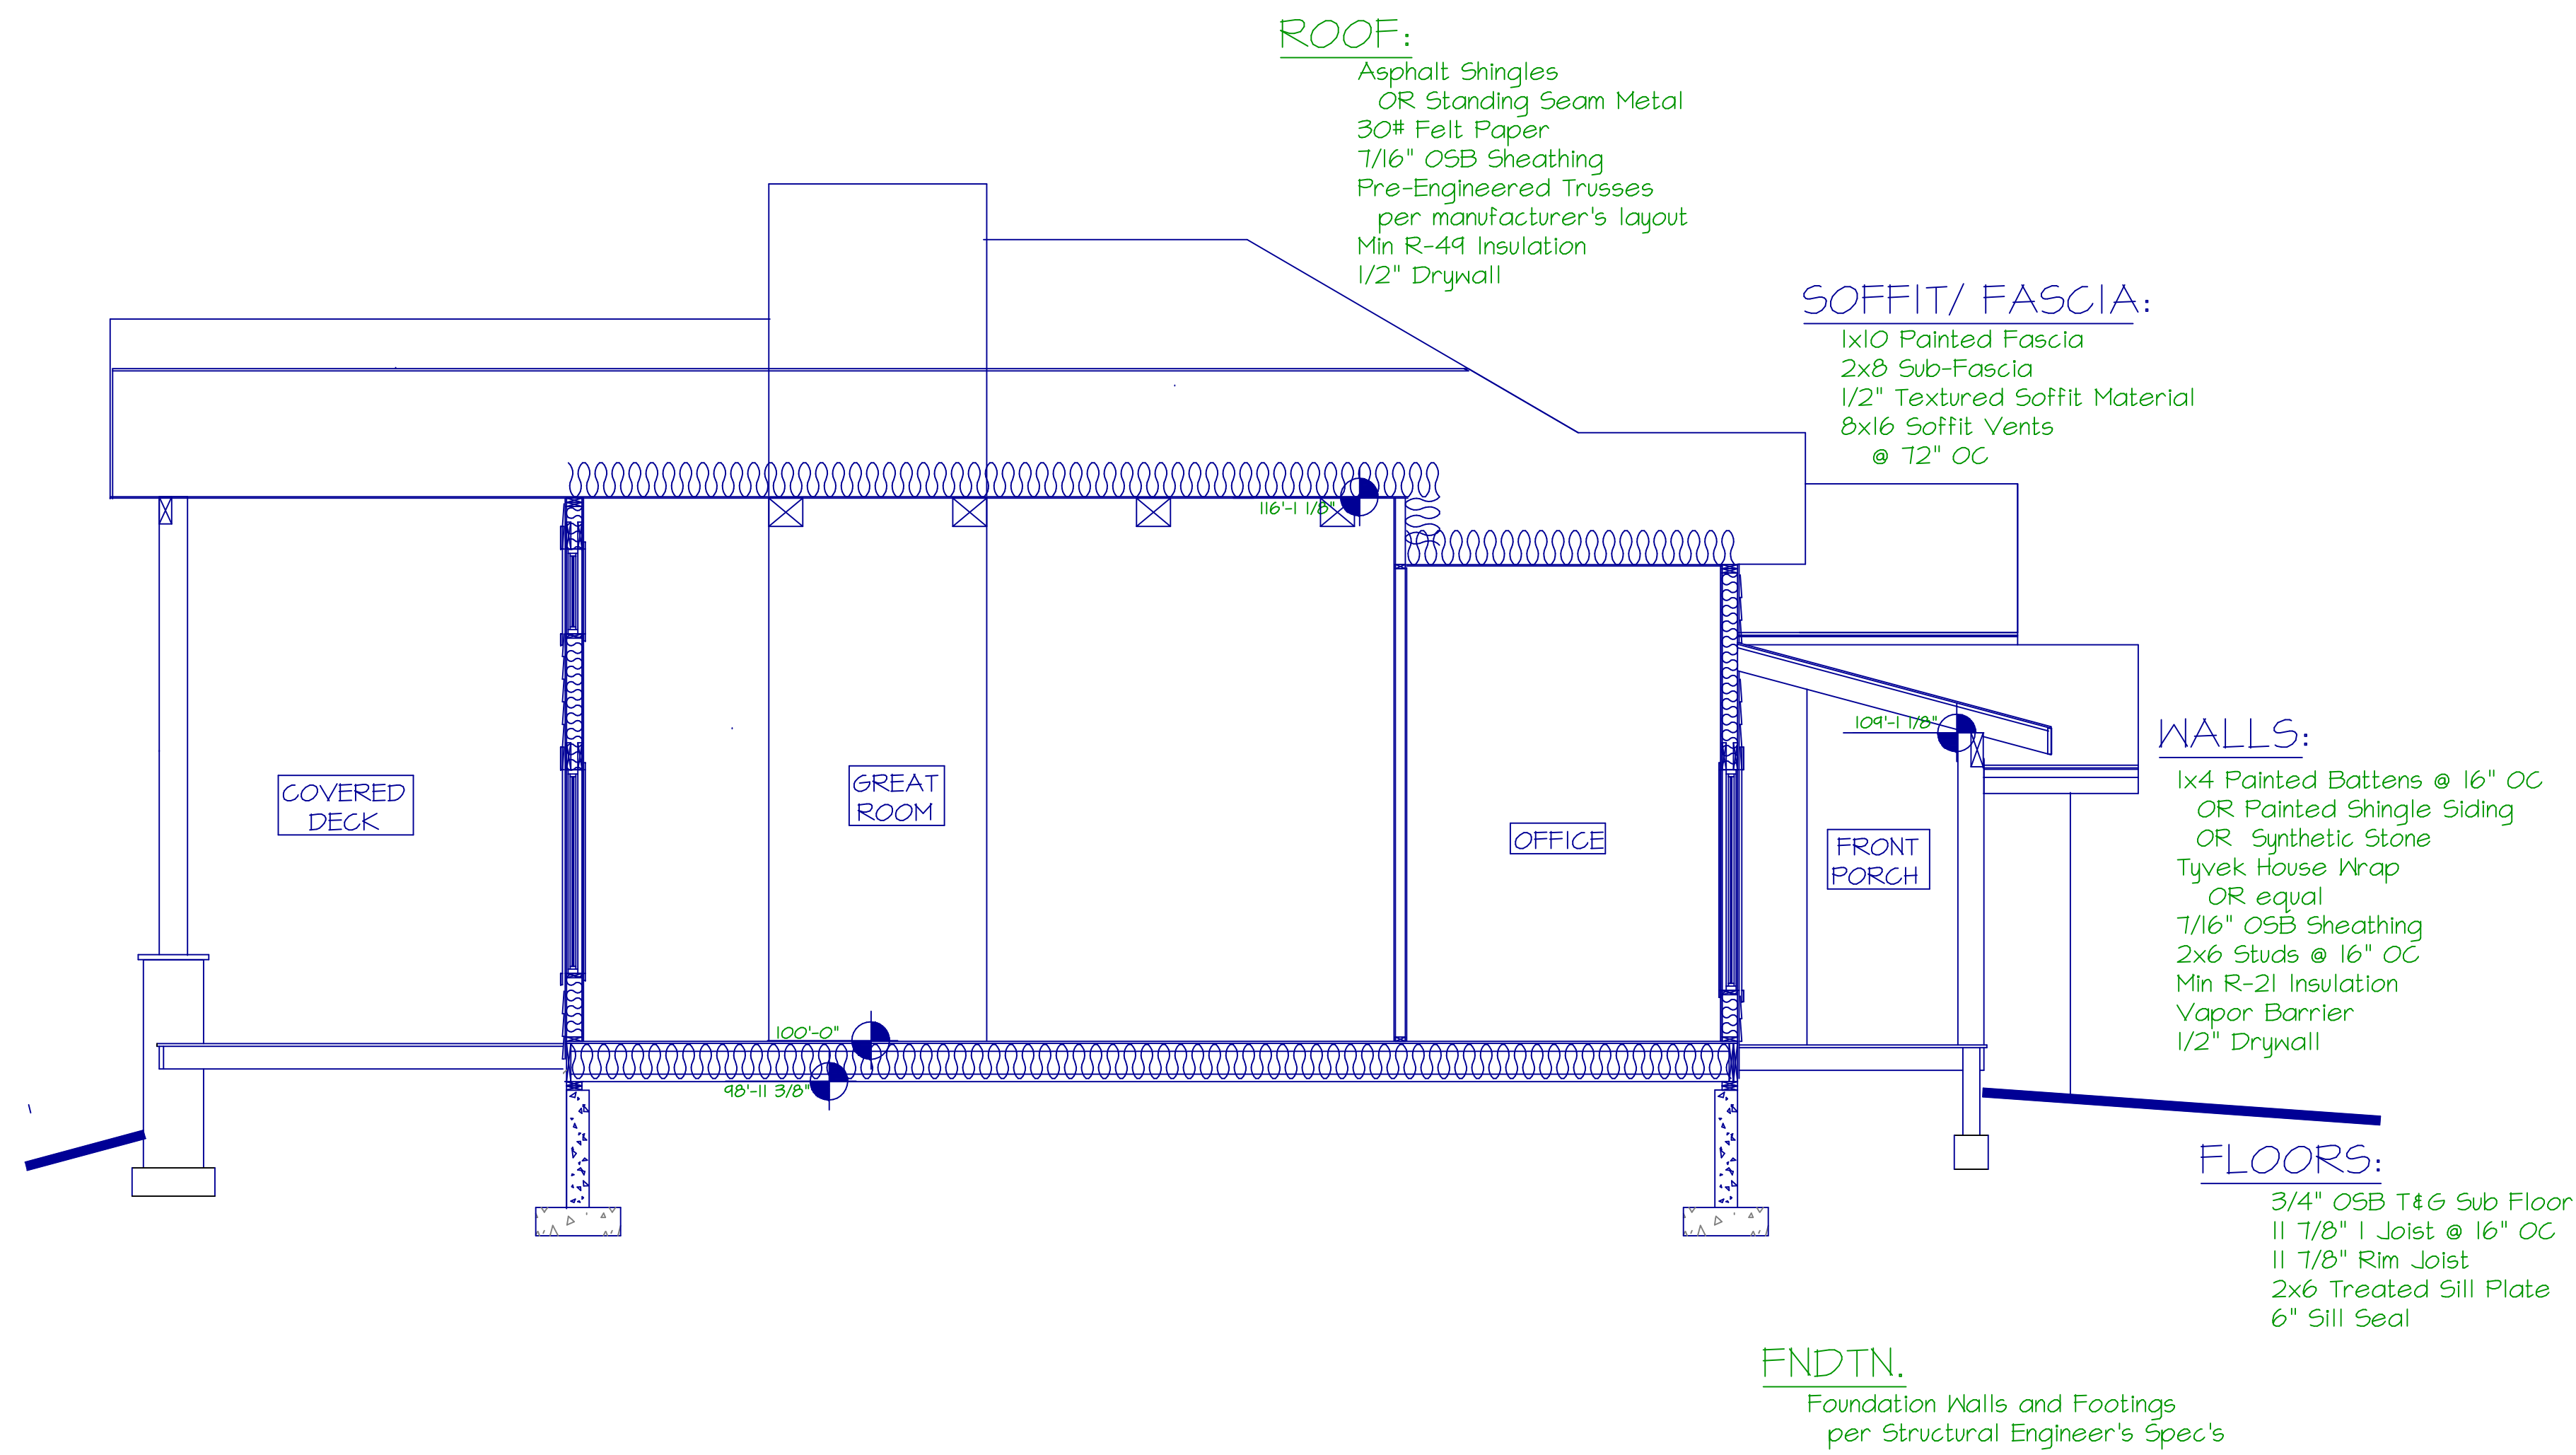 ROOF:
Asphalt Shingles
OR Standing Seam Metal
30# Felt Paper
7/16" OSB Sheathing
Pre-Engineered Trusses
per manufacturer's layout
Min R-49 Insulation
1/2" Drywall
SOFFIT/ FASCIA:
1x10 Painted Fascia
2x8 Sub-Fascia
1/2" Textured Soffit Material
8x16 Soffit Vents
@ 72" OC
116'-1 1/8"
109'-1 1/8"
WALLS:
1x4 Painted Battens @ 16" OC
OR Painted Shingle Siding
OR Synthetic Stone
Tyvek House Wrap
OR equal
7/16" OSB Sheathing
2x6 Studs @ 16" OC
Min R-21 Insulation
Vapor Barrier
1/2" Drywall
COVERED
DECK
GREAT
ROOM
OFFICE
FRONT
PORCH
100'-0"
98'-11 3/8"
FLOORS:
3/4" OSB T&G Sub Floor
11 7/8" I Joist @ 16" OC
11 7/8" Rim Joist
2x6 Treated Sill Plate
6" Sill Seal
FNDTN.
Foundation Walls and Footings
per Structural Engineer's Spec's